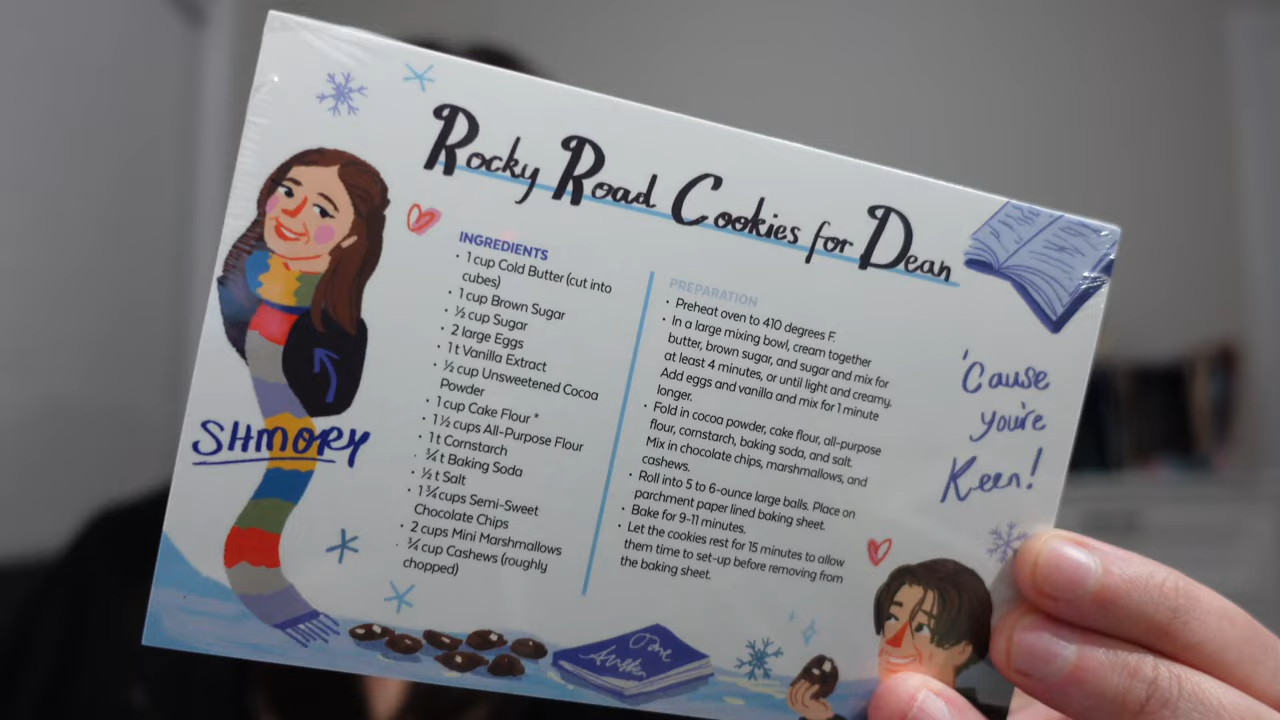 Rocky Road Cookies for Dean
INGREDIENTS
• 1 cup Cold Butter (cut into
cubes)
• 1 cup Brown Sugar
• ½ cup Sugar
• 2 large Eggs
• 1 t Vanilla Extract
• ½ cup Unsweetened Cocoa
Powder
• 1 cup Cake Flour *
• 1 ½ cups All-Purpose Flour
• 1 t Cornstarch
• ¾ t Baking Soda
• ½ t Salt
• 1 ¾ cups Semi-Sweet
Chocolate Chips
• 2 cups Mini Marshmallows
• ¾ cup Cashews (roughly
chopped)
PREPARATION
• Preheat oven to 410 degrees F.
• In a large mixing bowl, cream together
butter, brown sugar, and sugar and mix for
at least 4 minutes, or until light and creamy.
Add eggs and vanilla and mix for 1 minute
longer.
• Fold in cocoa powder, cake flour, all-purpose
flour, cornstarch, baking soda, and salt.
Mix in chocolate chips, marshmallows, and
cashews.
• Roll into 5 to 6-ounce large balls. Place on
parchment paper lined baking sheet.
• Bake for 9-11 minutes.
• Let the cookies rest for 15 minutes to allow
them time to set-up before removing from
the baking sheet.
'Cause
you're
Keen!
SHMORY
Jane
Austen